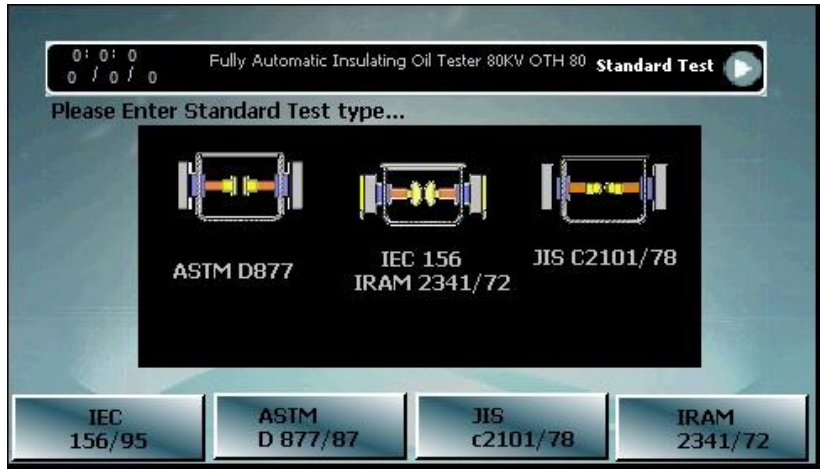 0: 0: 0
0 / 0 / 0
Fully Automatic Insulating Oil Tester 80KV OTH 80
Standard Test
Please Enter Standard Test type...
ASTM D877
IEC 156
IRAM 2341/72
JIS C2101/78
IEC
156/95
ASTM
D 877/87
JIS
c2101/78
IRAM
2341/72